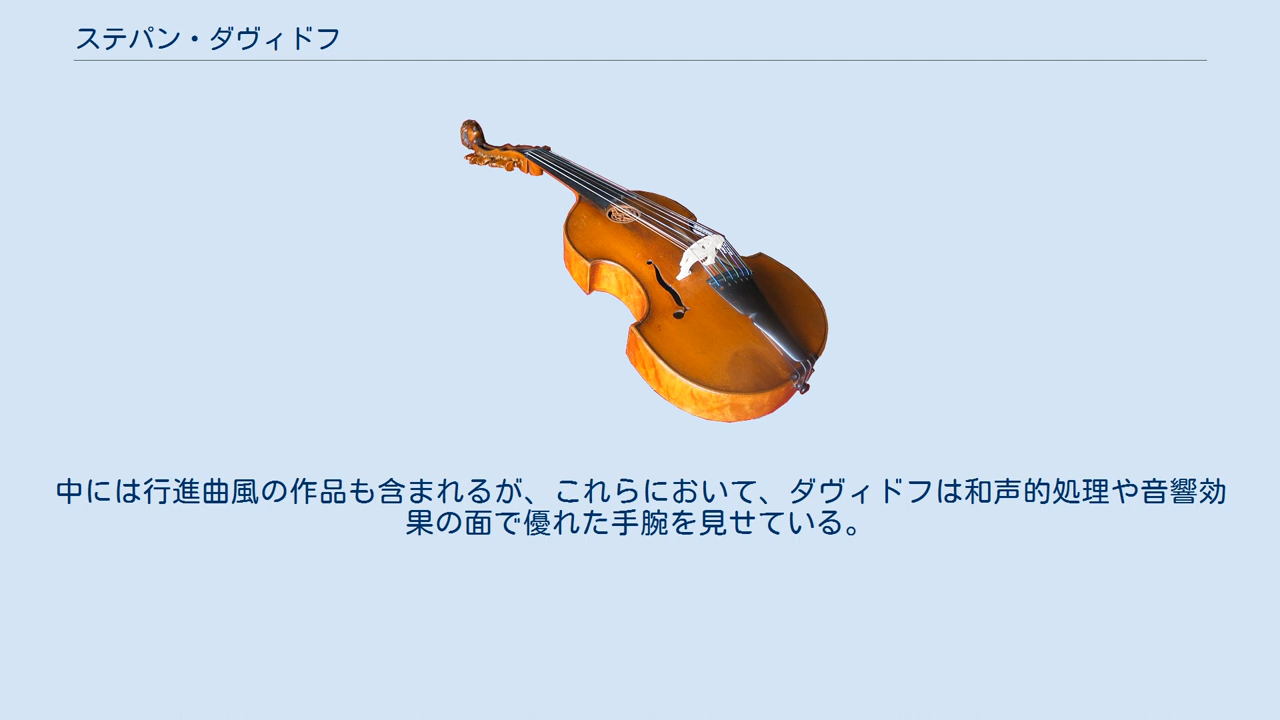 ステパン・ダヴィドフ
中には行進曲風の作品も含まれるが、これらにおいて、ダヴィドフは和声的処理や音響効
果の面で優れた手腕を見せている。